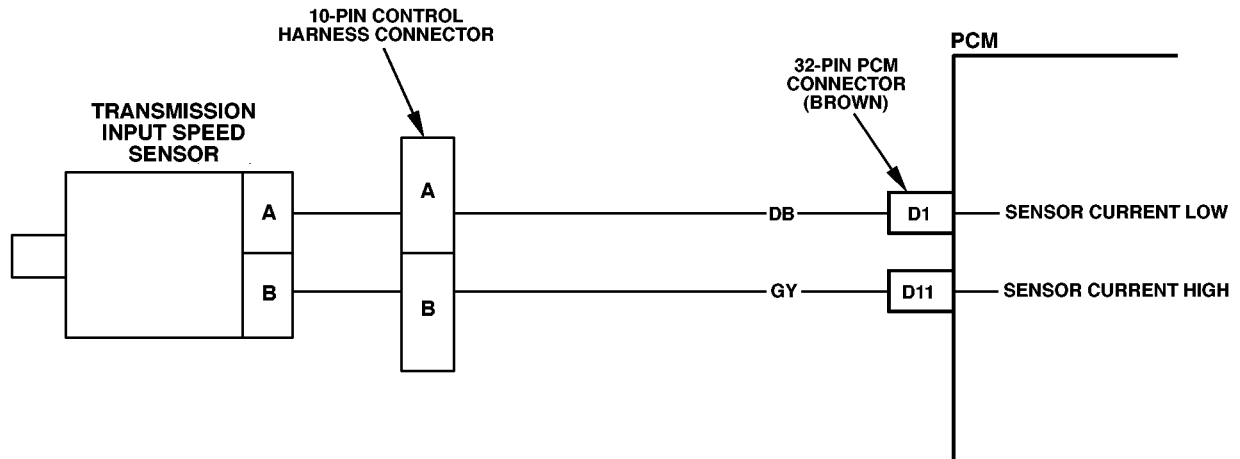 10-PIN CONTROL
HARNESS CONNECTOR
PCM
32-PIN PCM
CONNECTOR
(BROWN)
TRANSMISSION
INPUT SPEED
SENSOR
A
A
DB
D1
SENSOR CURRENT LOW
B
B
GY
D11
SENSOR CURRENT HIGH